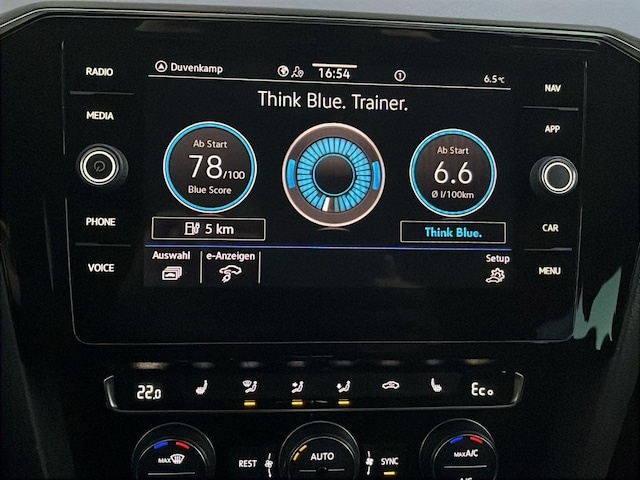 RADIO
MEDIA
PHONE
VOICE
Duvenkamp
16:54
1
6.5°C
Think Blue. Trainer.
Ab Start
78/100
Blue Score
Ab Start
6.6
Ø l/100km
5 km
Think Blue.
Auswahl
e-Anzeigen
Setup
NAV
APP
CAR
MENU
22.0
Eco
MAX
REST
AUTO
SYNC
MAX A/C